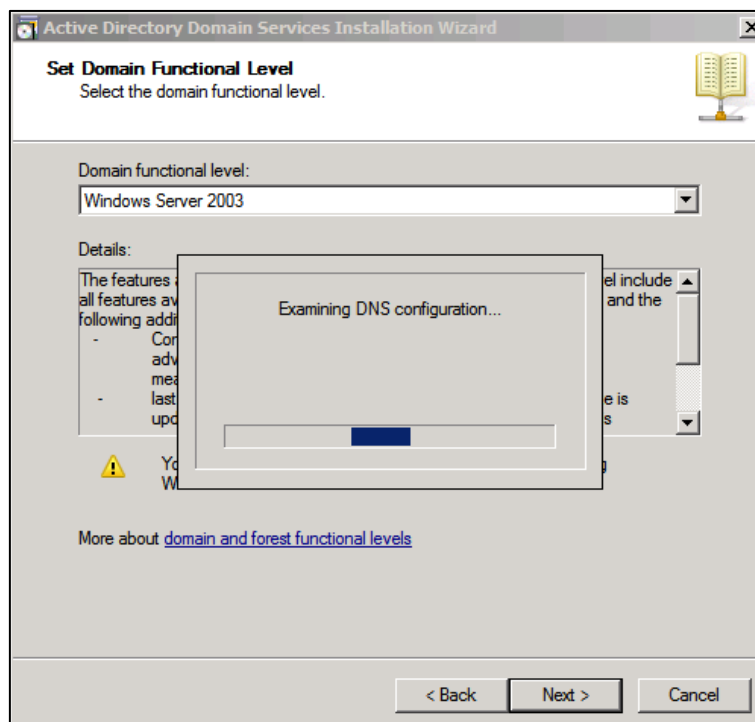 Active Directory Domain Services Installation Wizard
Set Domain Functional Level
Select the domain functional level.
Domain functional level:
Windows Server 2003
Details:
The features el include
all features av and the
following addi
- Con
adv
mea
- last e is
upd s
Examining DNS configuration...
Yo
W
More about domain and forest functional levels
< Back Next > Cancel